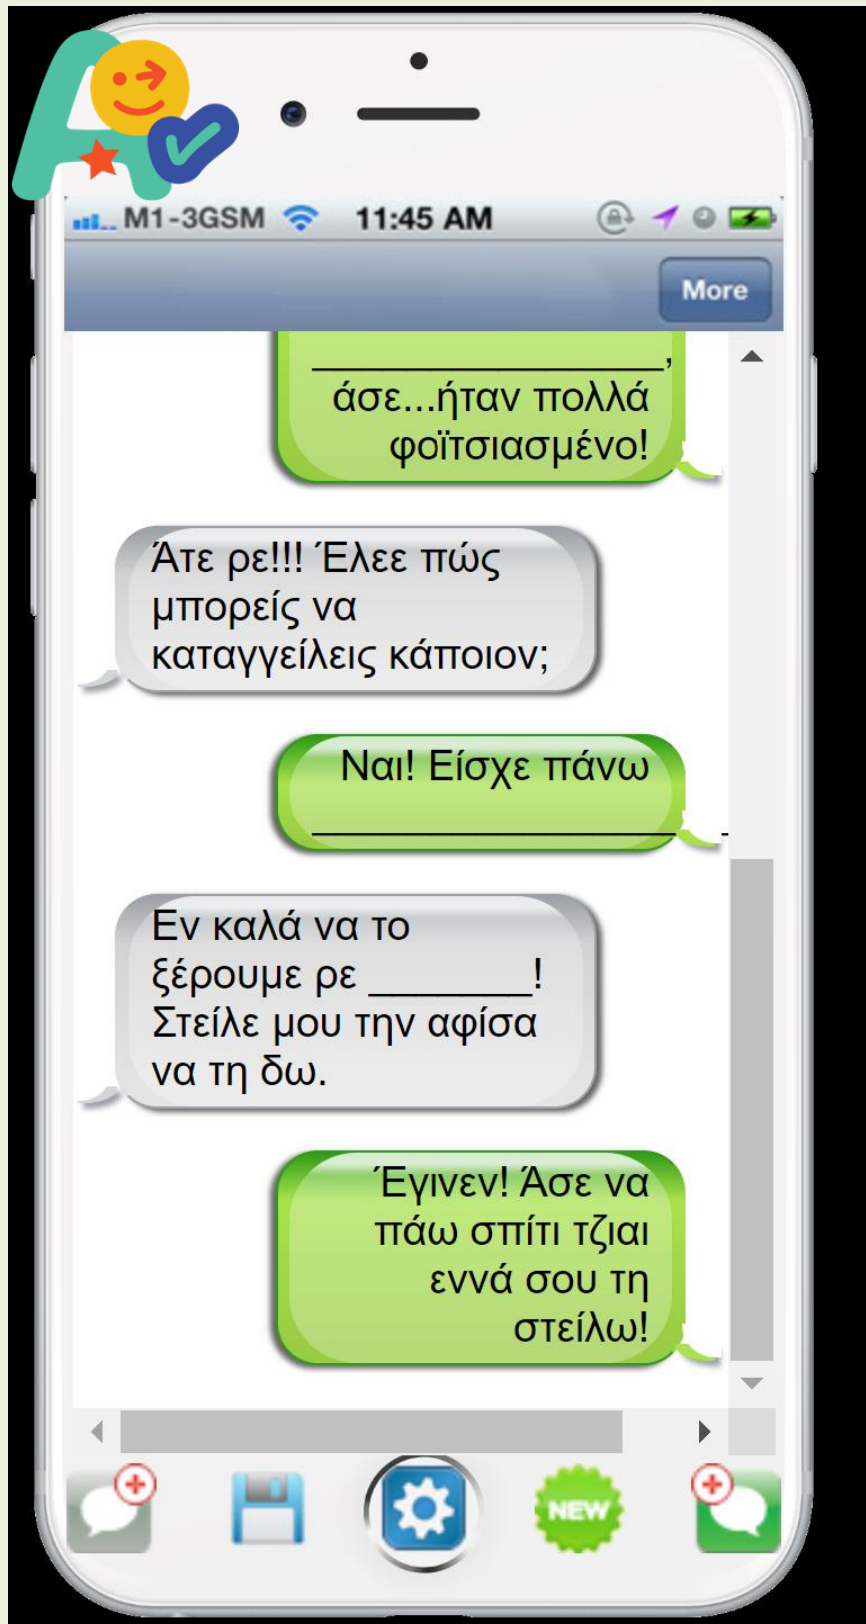 M1-3GSM 11:45 AM
More
_______________,
άσε...ήταν πολλά
φοϊτσιασμένο!
Άτε ρε!!! Έλεε πώς
μπορείς να
καταγγείλεις κάποιον;
Ναι! Είσχε πάνω
__________________
Εν καλά να το
ξέρουμε ρε _______!
Στείλε μου την αφίσα
να τη δω.
Έγινεν! Άσε να
πάω σπίτι τζιαι
εννά σου τη
στείλω!
NEW